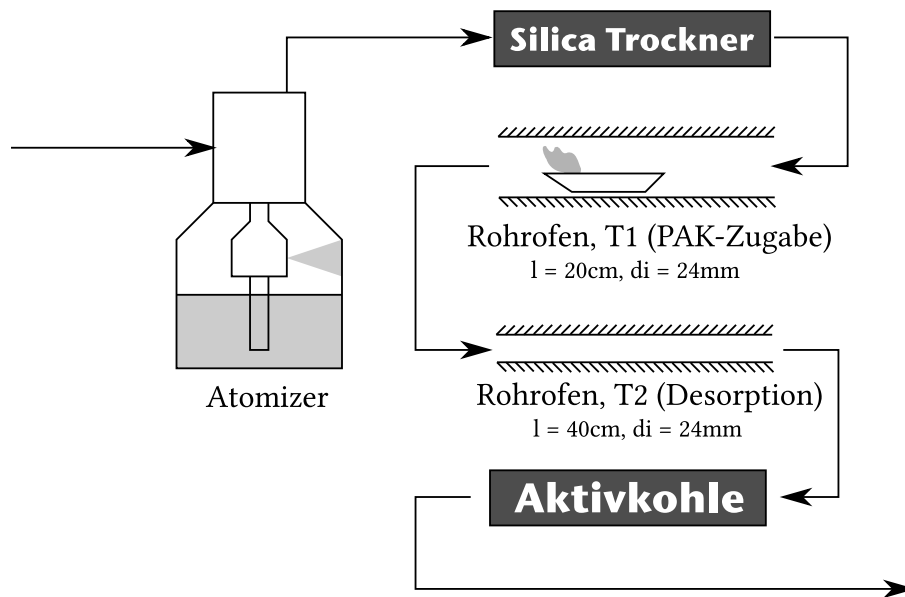 Silica Trockner
Rohrofen, T1 (PAK-Zugabe)
l = 20cm, di = 24mm
Atomizer
Rohrofen, T2 (Desorption)
l = 40cm, di = 24mm
Aktivkohle